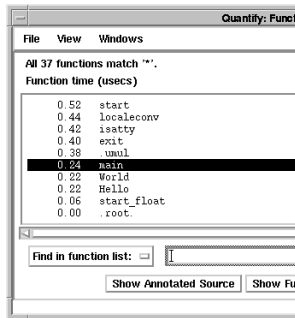 Quantify: Func
File View Windows
All 37 functions match '*'.
Function time (usecs)
0.52 start
0.44 localeconv
0.42 isatty
0.40 exit
0.38 .umul
0.24 main
0.22 World
0.22 Hello
0.06 start_float
0.00 .root.
Find in function list:
Show Annotated Source Show Fu